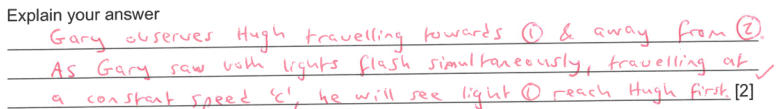 Explain your answer
Gary observes Hugh travelling towards ① & away from ②.
As Gary saw both lights flash simultaneously, travelling at
a constant speed 'c', he will see light ① reach Hugh first. [2]